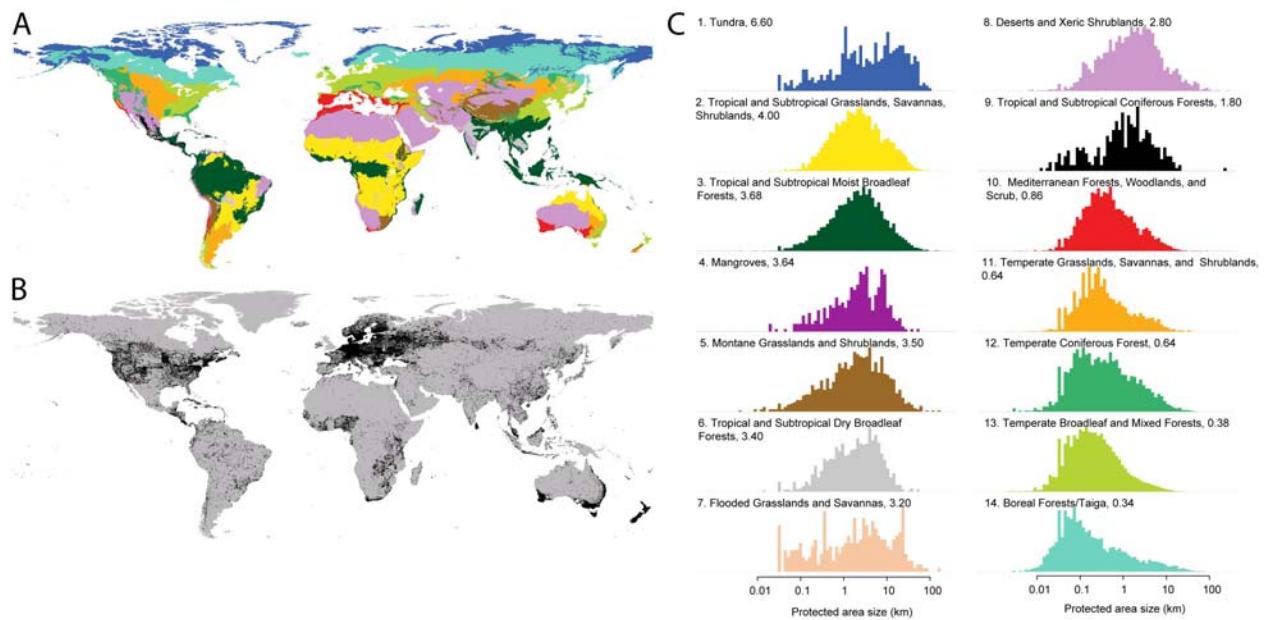 A
B
C
1. Tundra, 6.60
2. Tropical and Subtropical Grasslands, Savannas,
Shrublands, 4.00
3. Tropical and Subtropical Moist Broadleaf
Forests, 3.68
4. Mangroves, 3.64
5. Montane Grasslands and Shrublands, 3.50
6. Tropical and Subtropical Dry Broadleaf
Forests, 3.40
7. Flooded Grasslands and Savannas, 3.20
0.01 0.1 1 10 100
Protected area size (km)
8. Deserts and Xeric Shrublands, 2.80
9. Tropical and Subtropical Coniferous Forests, 1.80
10. Mediterranean Forests, Woodlands, and
Scrub, 0.86
11. Temperate Grasslands, Savannas, and Shrublands,
0.64
12. Temperate Coniferous Forest, 0.64
13. Temperate Broadleaf and Mixed Forests, 0.38
14. Boreal Forests/Taiga, 0.34
0.01 0.1 1 10 100
Protected area size (km)